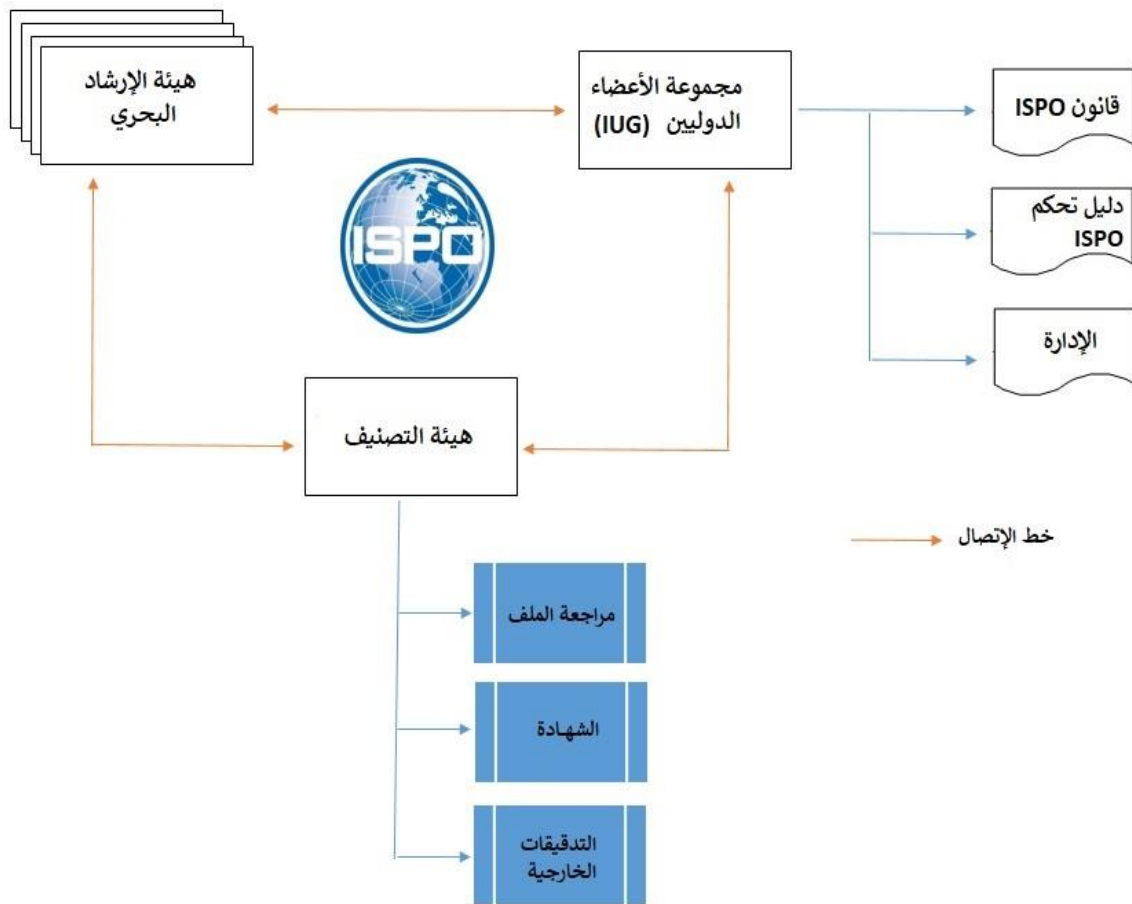 هيئة الإرشاد
البحري
مجموعة الأعضاء
الدوليين (IUG)
قانون ISPO
دليل تحكم
ISPO
الإدارة
ISPO
هيئة التصنيف
خط الإتصال
مراجعة الملف
الشهادة
التدقيقات
الخارجية